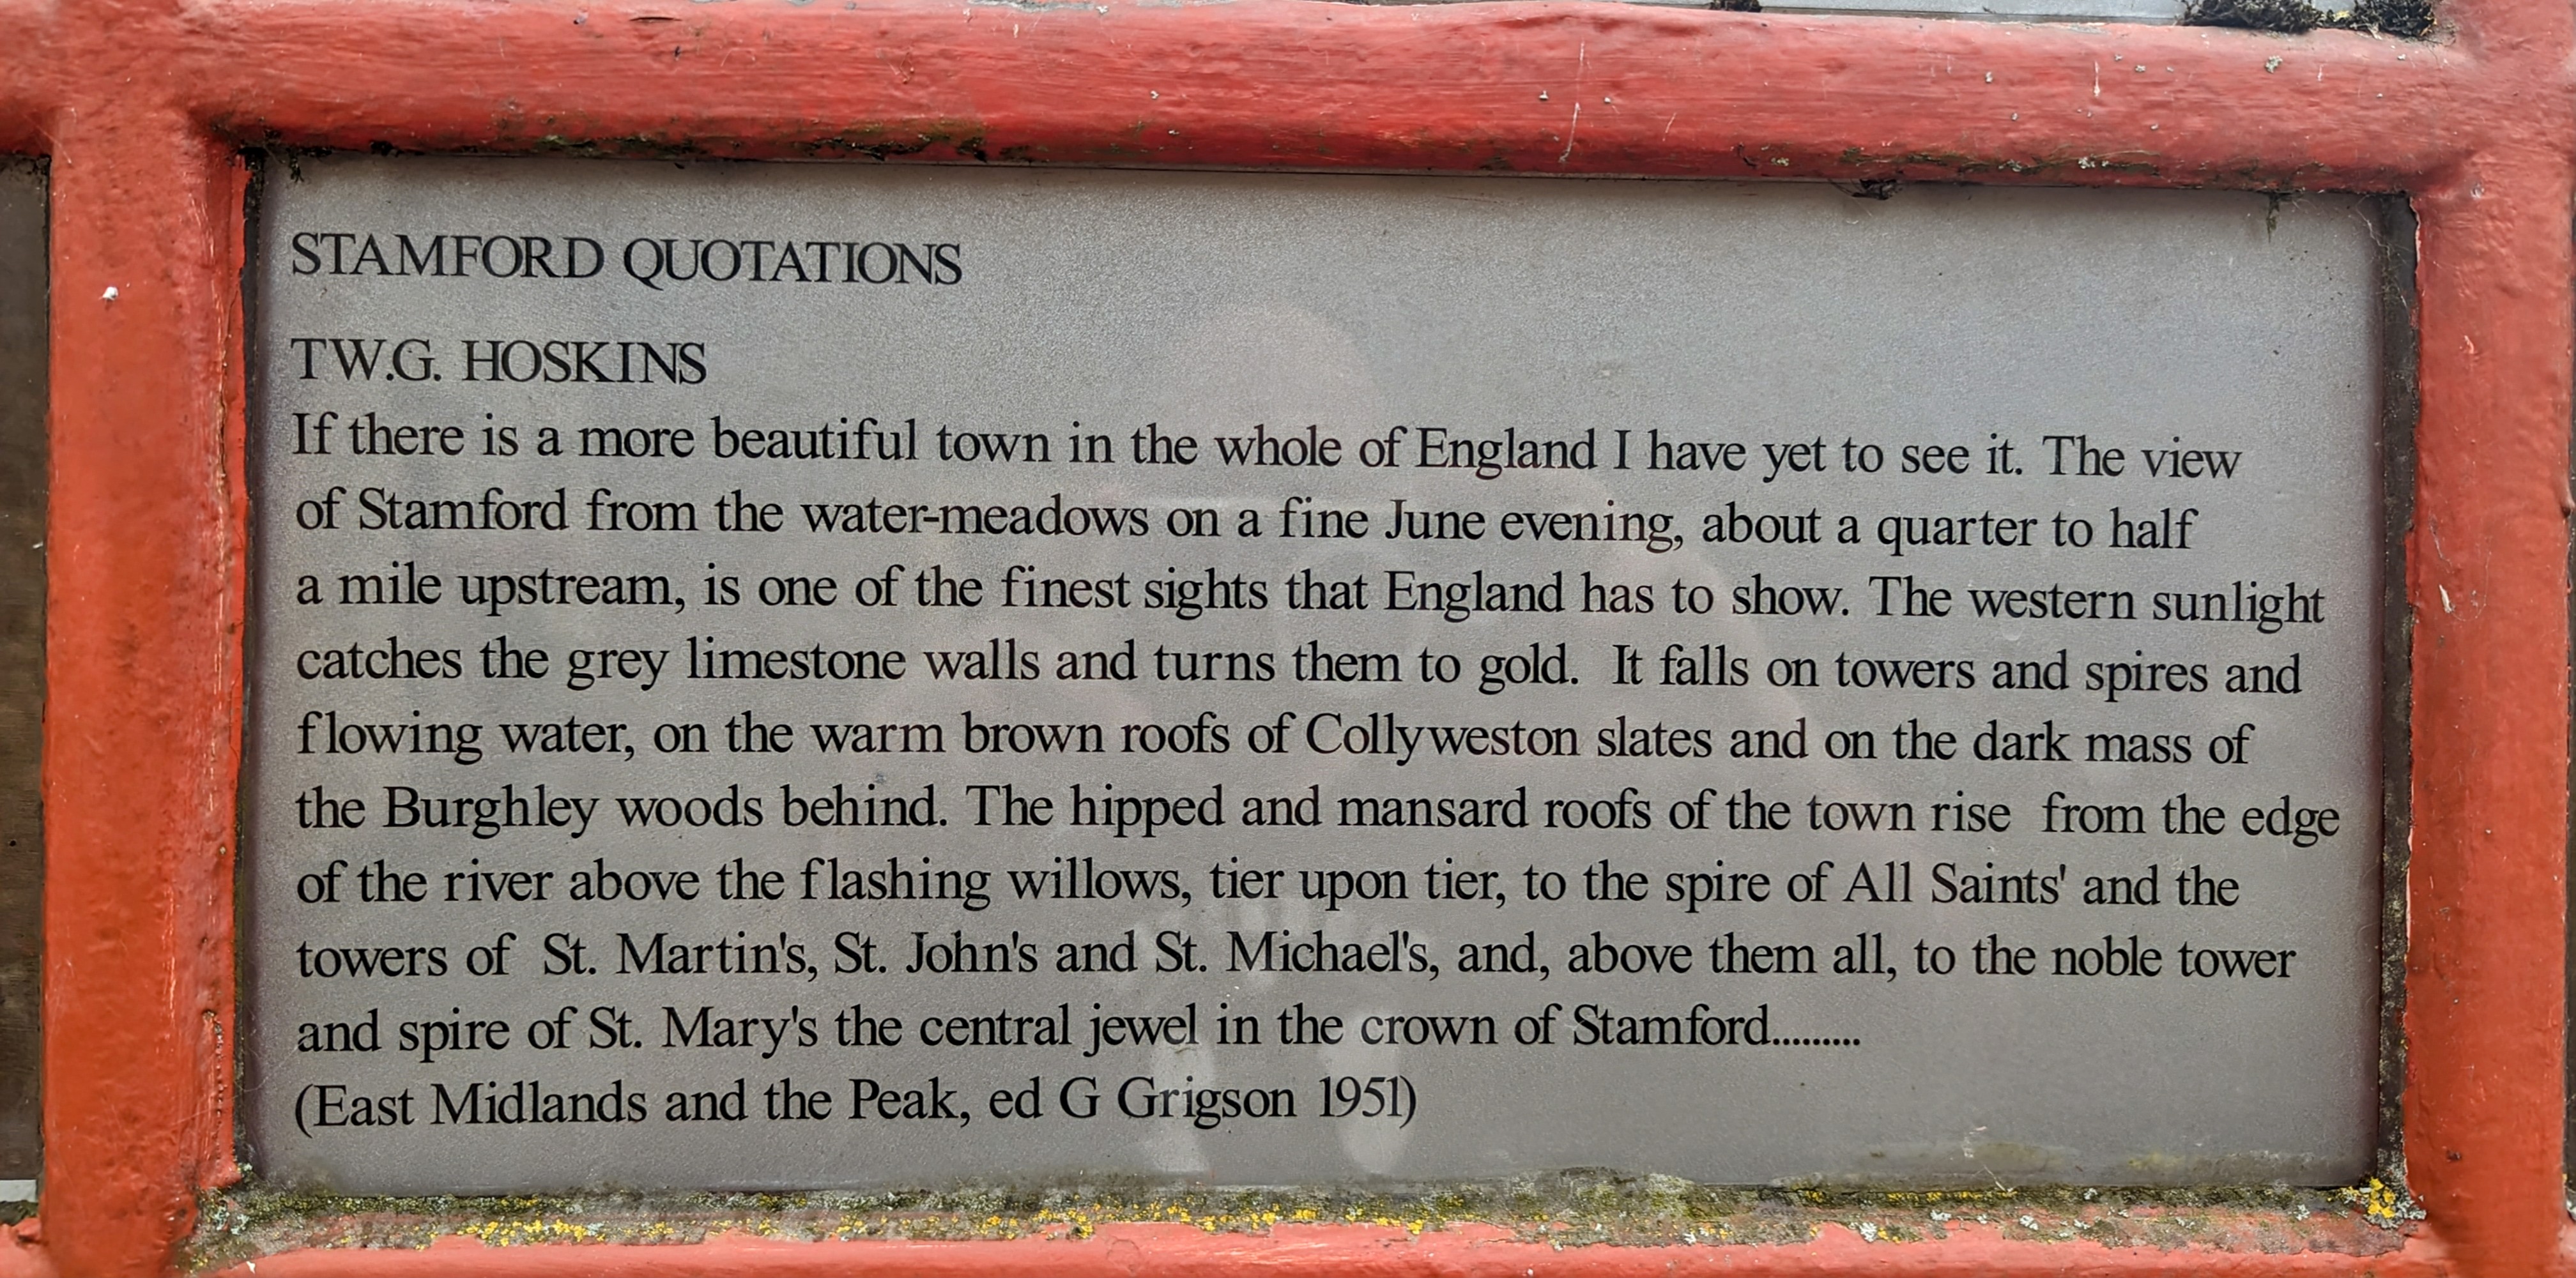 STAMFORD QUOTATIONS
TW.G. HOSKINS
If there is a more beautiful town in the whole of England I have yet to see it. The view
of Stamford from the water-meadows on a fine June evening, about a quarter to half
a mile upstream, is one of the finest sights that England has to show. The western sunlight
catches the grey limestone walls and turns them to gold. It falls on towers and spires and
flowing water, on the warm brown roofs of Collyweston slates and on the dark mass of
the Burghley woods behind. The hipped and mansard roofs of the town rise from the edge
of the river above the flashing willows, tier upon tier, to the spire of All Saints' and the
towers of St. Martin's, St. John's and St. Michael's, and, above them all, to the noble tower
and spire of St. Mary's the central jewel in the crown of Stamford.........
(East Midlands and the Peak, ed G Grigson 1951)